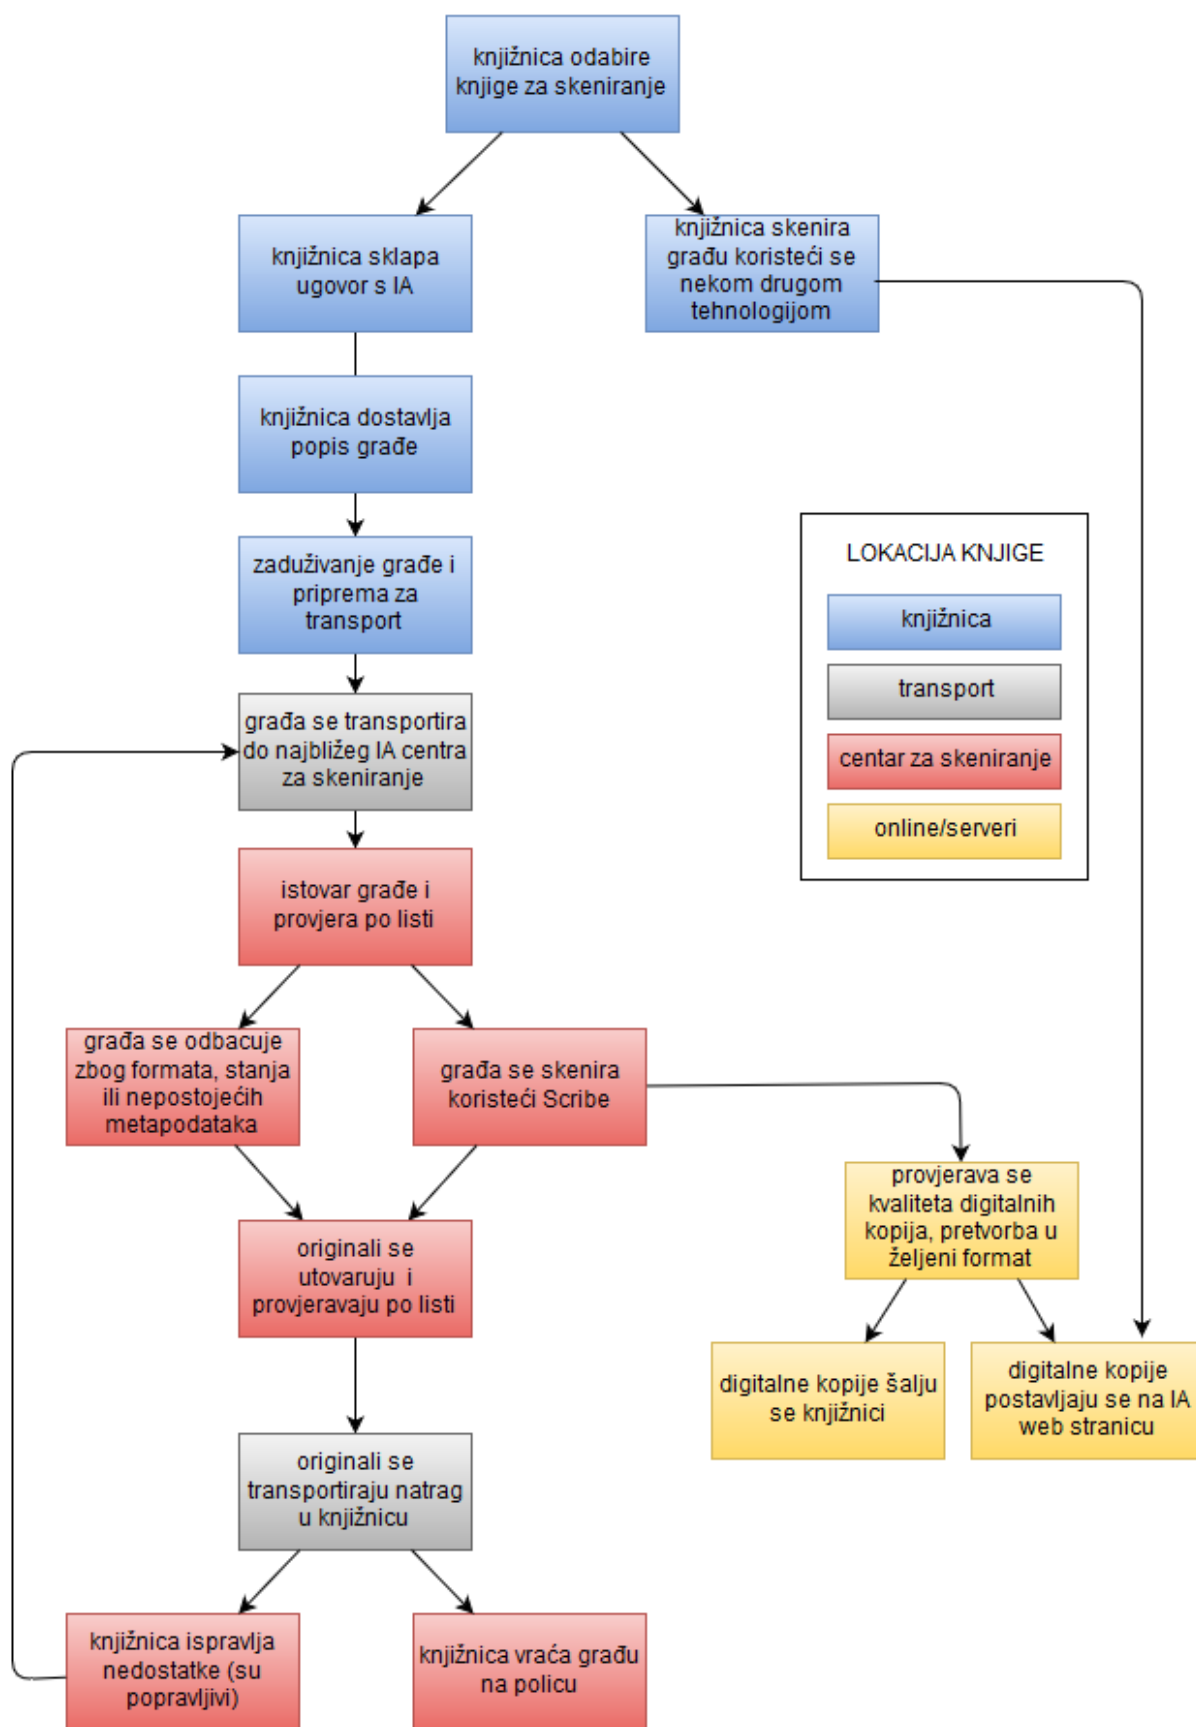 knjižnica odabire
knjige za skeniranje
knjižnica sklapa
ugovor s IA
knjižnica skenira
građu koristeći se
nekom drugom
tehnologijom
knjižnica dostavlja
popis građe
zaduživanje građe i
priprema za
transport
LOKACIJA KNJIGE
knjižnica
transport
centar za skeniranje
online/serveri
građa se transportira
do najbližeg IA centra
za skeniranje
istovar građe i
provjera po listi
građa se odbacuje
zbog formata, stanja
ili nepostojećih
metapodataka
građa se skenira
koristeći Scribe
provjerava se
kvaliteta digitalnih
kopija, pretvorba u
željeni format
originali se
utovaruju i
provjeravaju po listi
digitalne kopije šalju
se knjižnici
digitalne kopije
postavljaju se na IA
web stranicu
originali se
transportiraju natrag
u knjižnicu
knjižnica ispravlja
nedostatke (su
popravljivi)
knjižnica vraća građu
na policu